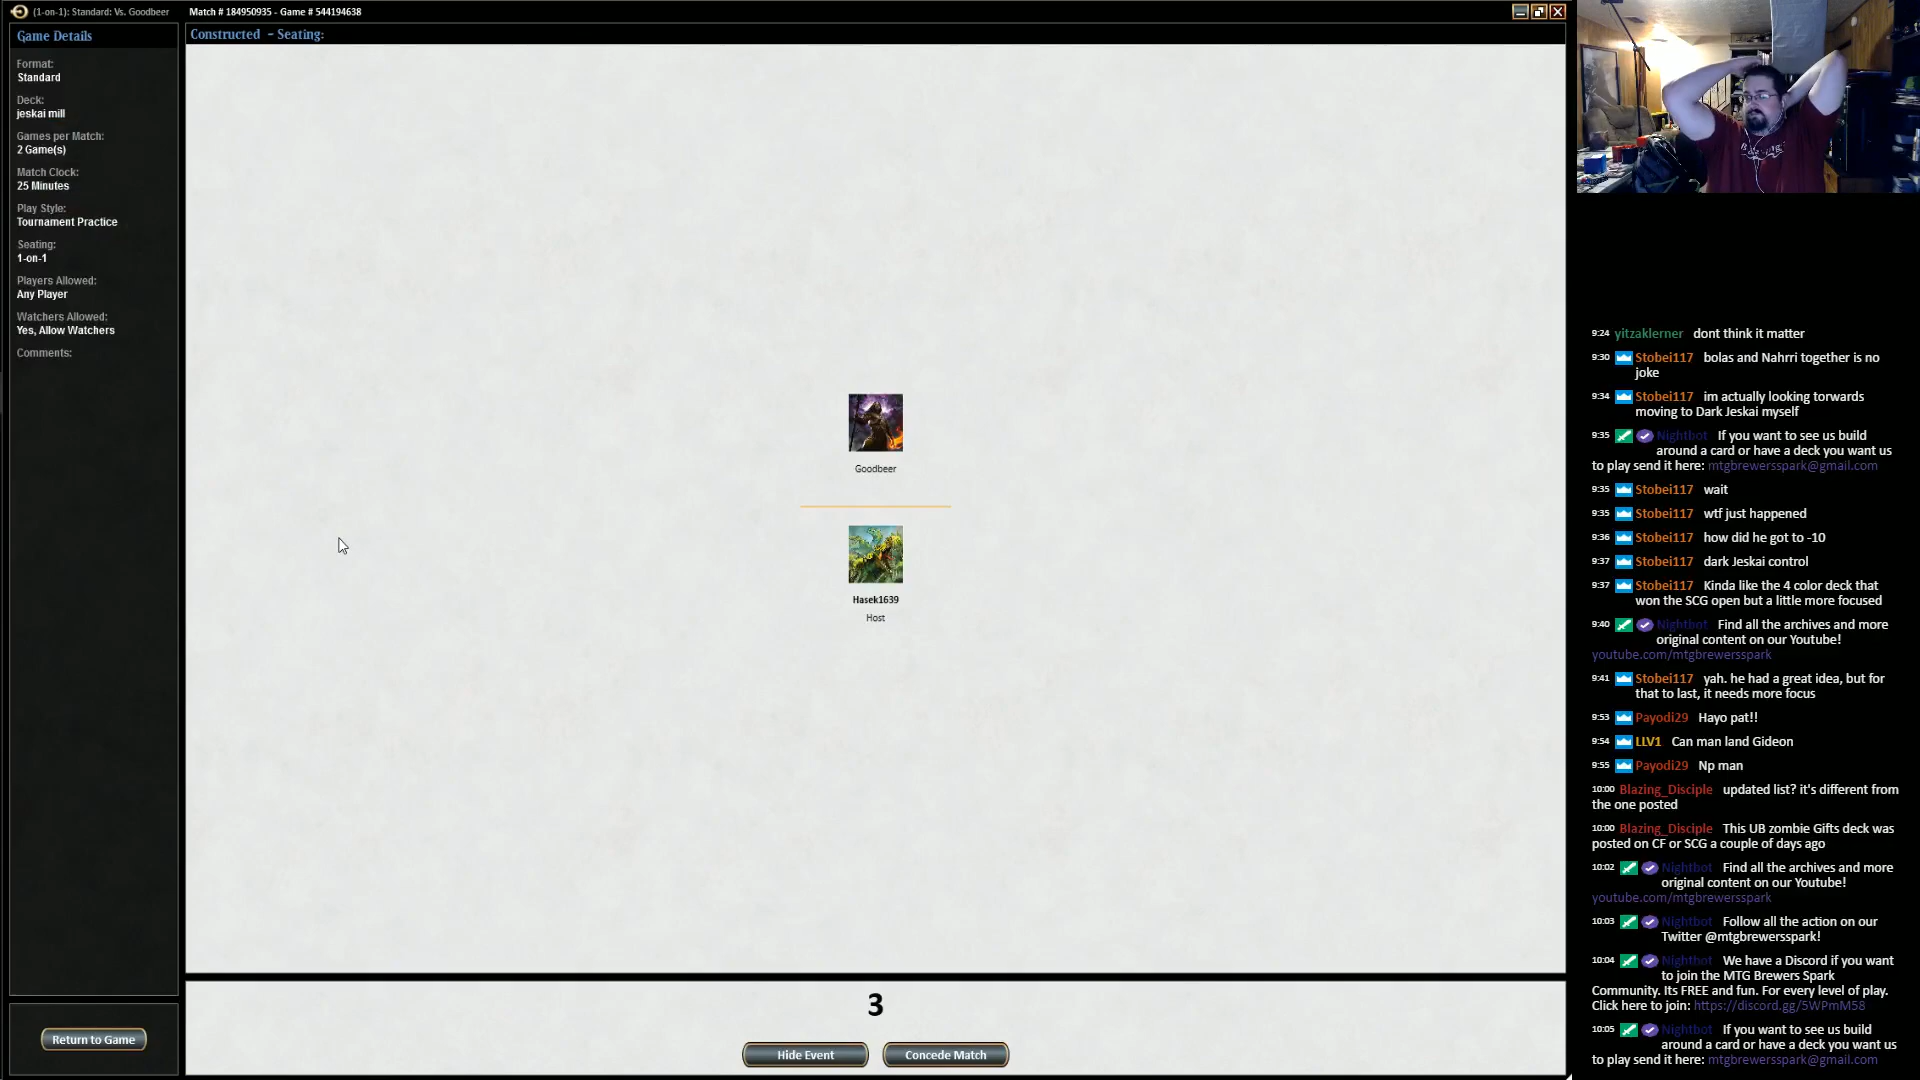 (1-on-1): Standard: Vs. Goodbeer
Match # 184950935 - Game # 544194638
Game Details
Format:
Standard
Deck:
jeskai mill
Games per Match:
2 Game(s)
Match Clock:
25 Minutes
Play Style:
Tournament Practice
Seating:
1-on-1
Players Allowed:
Any Player
Watchers Allowed:
Yes, Allow Watchers
Comments:
Return to Game
Constructed - Seating:
Goodbeer
Hasek1639
Host
3
Hide Event
Concede Match
9:24 yitzaklerner dont think it matter
9:30 Stobei117 bolas and Nahrri together is no
joke
9:34 Stobei117 im actually looking torwards
moving to Dark Jeskai myself
9:35 Nightbot If you want to see us build
around a card or have a deck you want us
to play send it here: mtgbrewersspark@gmail.com
9:35 Stobei117 wait
9:35 Stobei117 wtf just happened
9:36 Stobei117 how did he got to -10
9:37 Stobei117 dark Jeskai control
9:37 Stobei117 Kinda like the 4 color deck that
won the SCG open but a little more focused
9:40 Nightbot Find all the archives and more
original content on our Youtube!
youtube.com/mtgbrewersspark
9:41 Stobei117 yah. he had a great idea, but for
that to last, it needs more focus
9:53 Payodi29 Hayo pat!!
9:54 LLV1 Can man land Gideon
9:55 Payodi29 Np man
10:00 Blazing_Disciple updated list? it's different from
the one posted
10:00 Blazing_Disciple This UB zombie Gifts deck was
posted on CF or SCG a couple of days ago
10:02 Nightbot Find all the archives and more
original content on our Youtube!
youtube.com/mtgbrewersspark
10:03 Nightbot Follow all the action on our
Twitter @mtgbrewersspark!
10:04 Nightbot We have a Discord if you want
to join the MTG Brewers Spark
Community. Its FREE and fun. For every level of play.
Click here to join: https://discord.gg/5WPmM58
10:05 Nightbot If you want to see us build
around a card or have a deck you want us
to play send it here: mtgbrewersspark@gmail.com